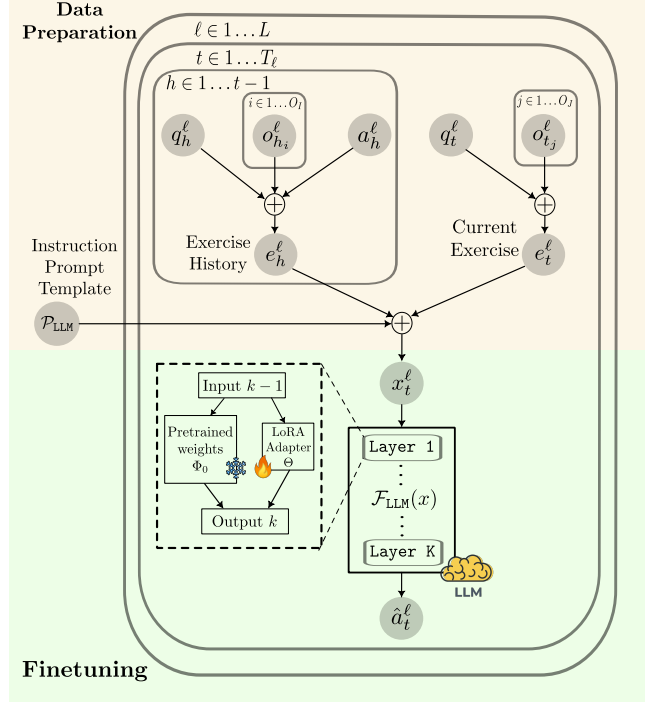 Data
Preparation
ℓ ∈ 1 . . . L
t ∈ 1 . . . T_ℓ
h ∈ 1 . . . t − 1
i ∈ 1 . . . O_I
j ∈ 1 . . . O_J
q_h^ℓ
o_{h_i}^ℓ
a_h^ℓ
q_t^ℓ
o_{t_j}^ℓ
+
+
Exercise
History
e_h^ℓ
Current
Exercise
e_t^ℓ
Instruction
Prompt
Template
𝒫_LLM
+
x_t^ℓ
Input k − 1
Pretrained
weights
Φ_0
LoRA
Adapter
Θ
Output k
Layer 1
ℱ_LLM(x)
Layer K
LLM
â_t^ℓ
Finetuning